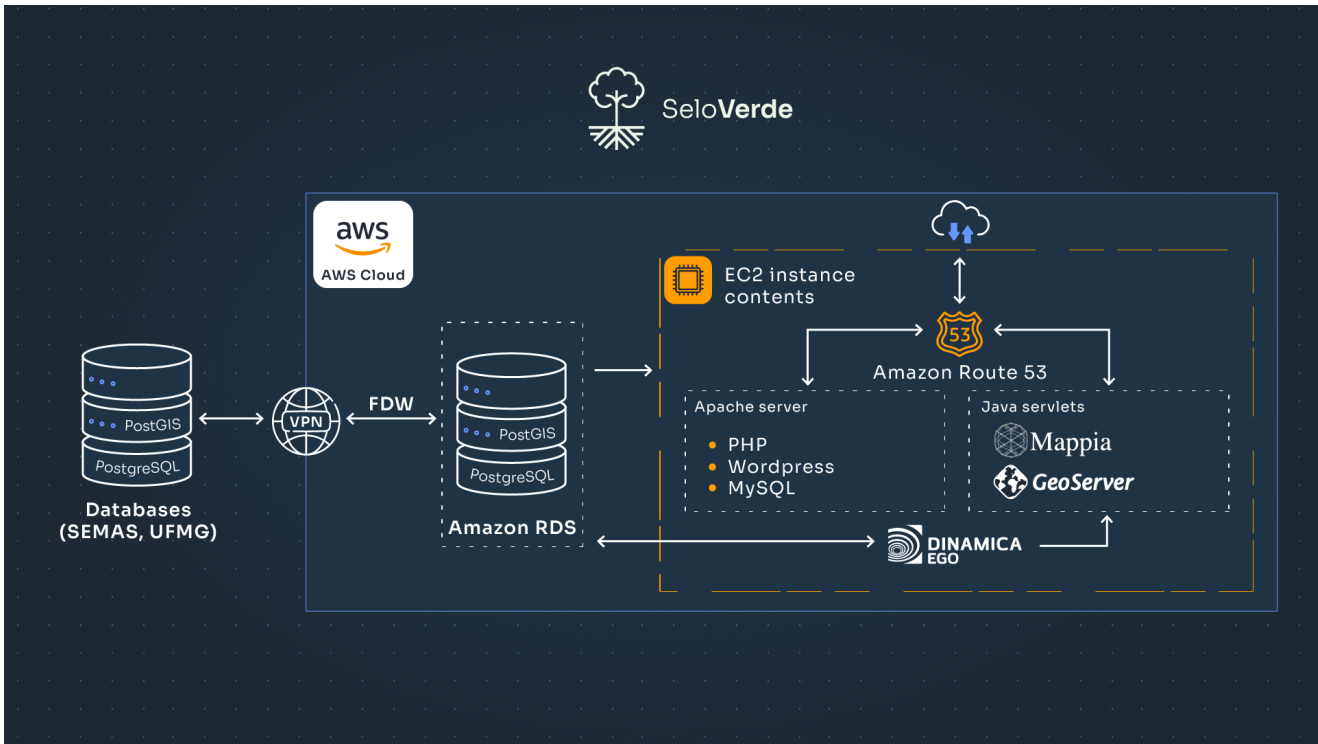 SeloVerde
aws
AWS Cloud
EC2 instance
contents
53
Amazon Route 53
PostGIS
PostgreSQL
Databases
(SEMAS, UFMG)
VPN
FDW
PostGIS
PostgreSQL
Amazon RDS
Apache server
PHP
Wordpress
MySQL
Java servlets
Mappia
GeoServer
DINAMICA
EGO